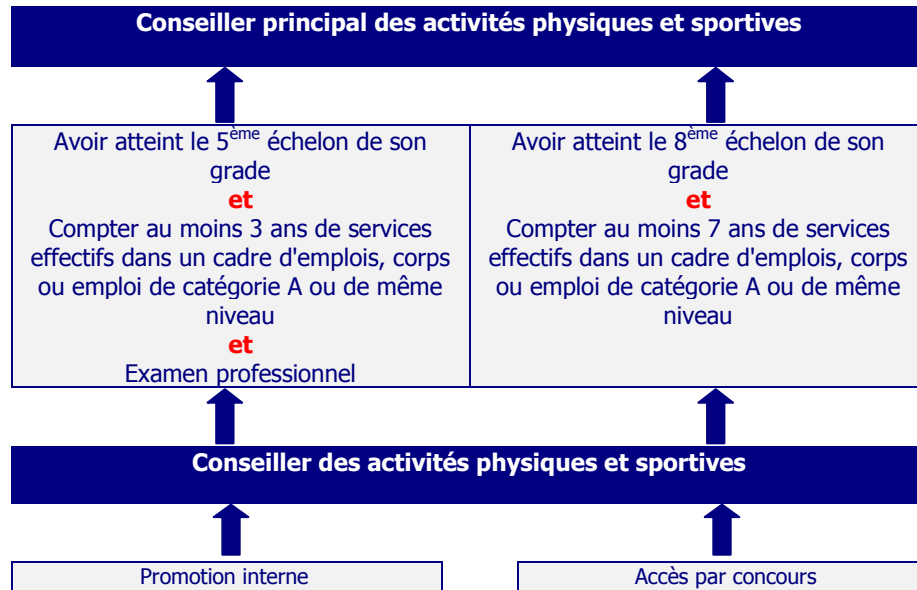 Conseiller principal des activités physiques et sportives
Avoir atteint le 5ème échelon de son
grade
et
Compter au moins 3 ans de services
effectifs dans un cadre d'emplois, corps
ou emploi de catégorie A ou de même
niveau
et
Examen professionnel
Avoir atteint le 8ème échelon de son
grade
et
Compter au moins 7 ans de services
effectifs dans un cadre d'emplois, corps
ou emploi de catégorie A ou de même
niveau
Conseiller des activités physiques et sportives
Promotion interne
Accès par concours